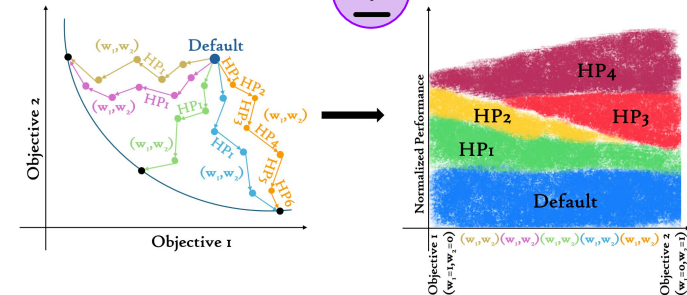 Default
(w₁,w₂)
HP1
HP1
HP2
(w₁,w₂)
HP1
HP1
HP3
(w₁,w₂)
HP4
(w₁,w₂)
HP1
(w₁,w₂)
HP5
HP6
Objective 2
Objective 1
Normalized Performance
HP4
HP2
HP3
HP1
Default
Objective 1
(w₁=1,w₂=0)
(w₁,w₂) (w₁,w₂) (w₁,w₂) (w₁,w₂) (w₁,w₂)
Objective 2
(w₁=0,w₂=1)